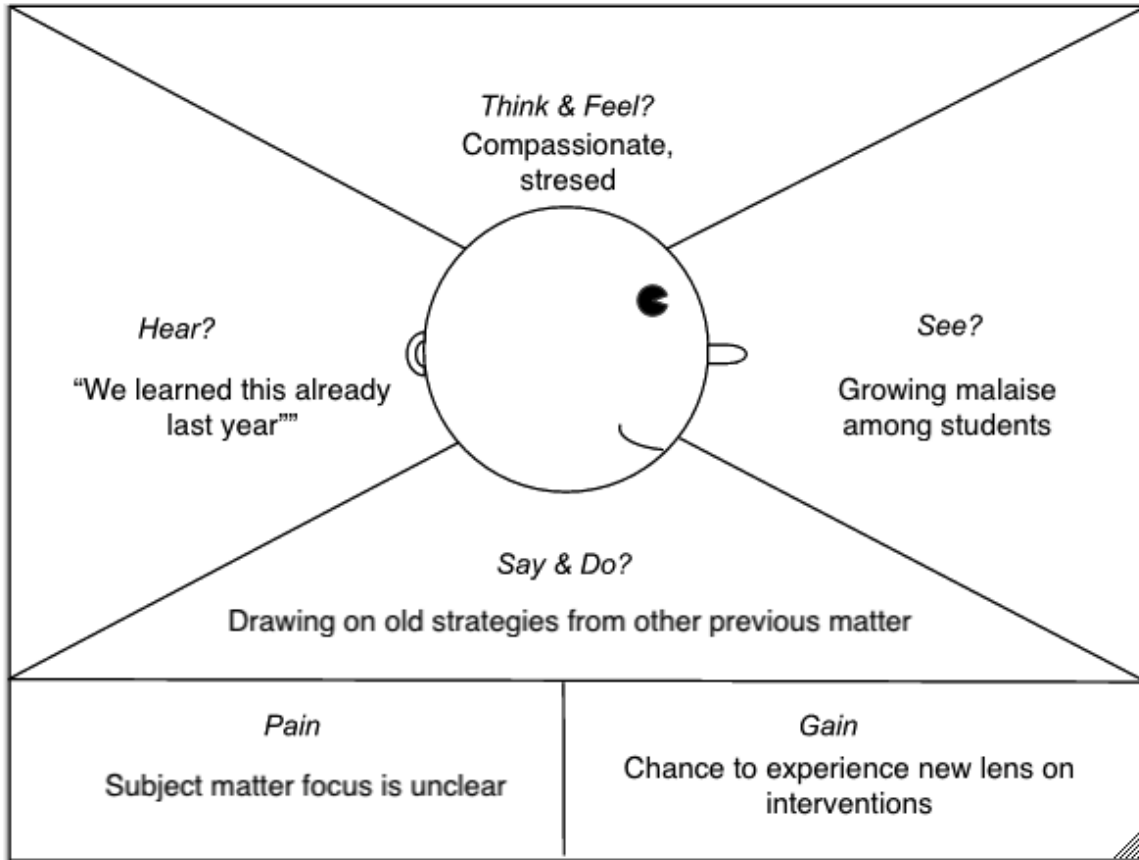 Think & Feel?
Compassionate,
stresed
Hear?
“We learned this already
last year””
See?
Growing malaise
among students
Say & Do?
Drawing on old strategies from other previous matter
Pain
Subject matter focus is unclear
Gain
Chance to experience new lens on
interventions